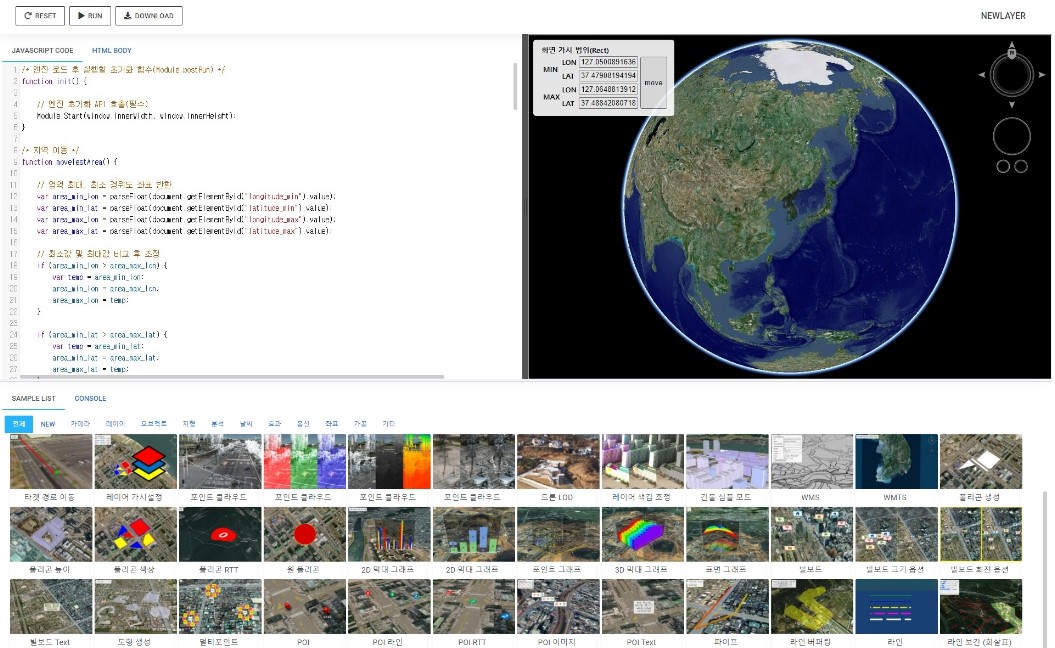 RESET
RUN
DOWNLOAD
NEWLAYER
JAVASCRIPT CODE
HTML BODY
1 /* 엔진 로드 후 실행할 초기화 함수(Module.postRun) */
2 function init() {
3
4 // 엔진 초기화 API 호출(필수)
5 Module.Start(window.innerWidth, window.innerHeight);
6 }
7
8 /* 지역 이동 */
9 function moveTestArea() {
10
11 // 영역 최대, 최소 경위도 좌표 반환
12 var area_min_lon = parseFloat(document.getElementById("longitude_min").value);
13 var area_min_lat = parseFloat(document.getElementById("latitude_min").value);
14 var area_max_lon = parseFloat(document.getElementById("longitude_max").value);
15 var area_max_lat = parseFloat(document.getElementById("latitude_max").value);
16
17 // 최소값 및 최대값 비교 후 조정
18 if (area_min_lon > area_max_lon) {
19 var temp = area_min_lon;
20 area_min_lon = area_max_lon;
21 area_max_lon = temp;
22 }
23
24 if (area_min_lat > area_max_lat) {
25 var temp = area_min_lat;
26 area_min_lat = area_max_lat;
27 area_max_lat = temp;
화면 가시 범위(Rect)
MIN
LON 127.0500891636
LAI 37.47908194194
MAX
LON 127.0648813912
LAT 37.48842080718
move
N
SAMPLE LIST
CONSOLE
전체 NEW 카메라 레이어 오브젝트 지형 분석 날씨 효과 옵션 좌표 가공 기타
타겟 경로 이동 레이어 가시설정 포인트 클라우드 포인트 클라우드 포인트 클라우드 포인트 클라우드 드론 LOD 레이어 색감 조정 건물 심플 모드 WMS WMTS 폴리곤 생성
폴리곤 높이 폴리곤 색상 폴리곤 RTT 원 폴리곤 2D 막대 그래프 2D 막대 그래프 포인트 그래프 3D 막대 그래프 표면 그래프 빌보드 빌보드 크기 옵션 빌보드 회전 옵션
빌보드 Text 도형 생성 멀티포인트 POI POI 라인 POI RTT POI 이미지 POI Text 파이프 라인 버퍼링 라인 라인 보간 (화살표)